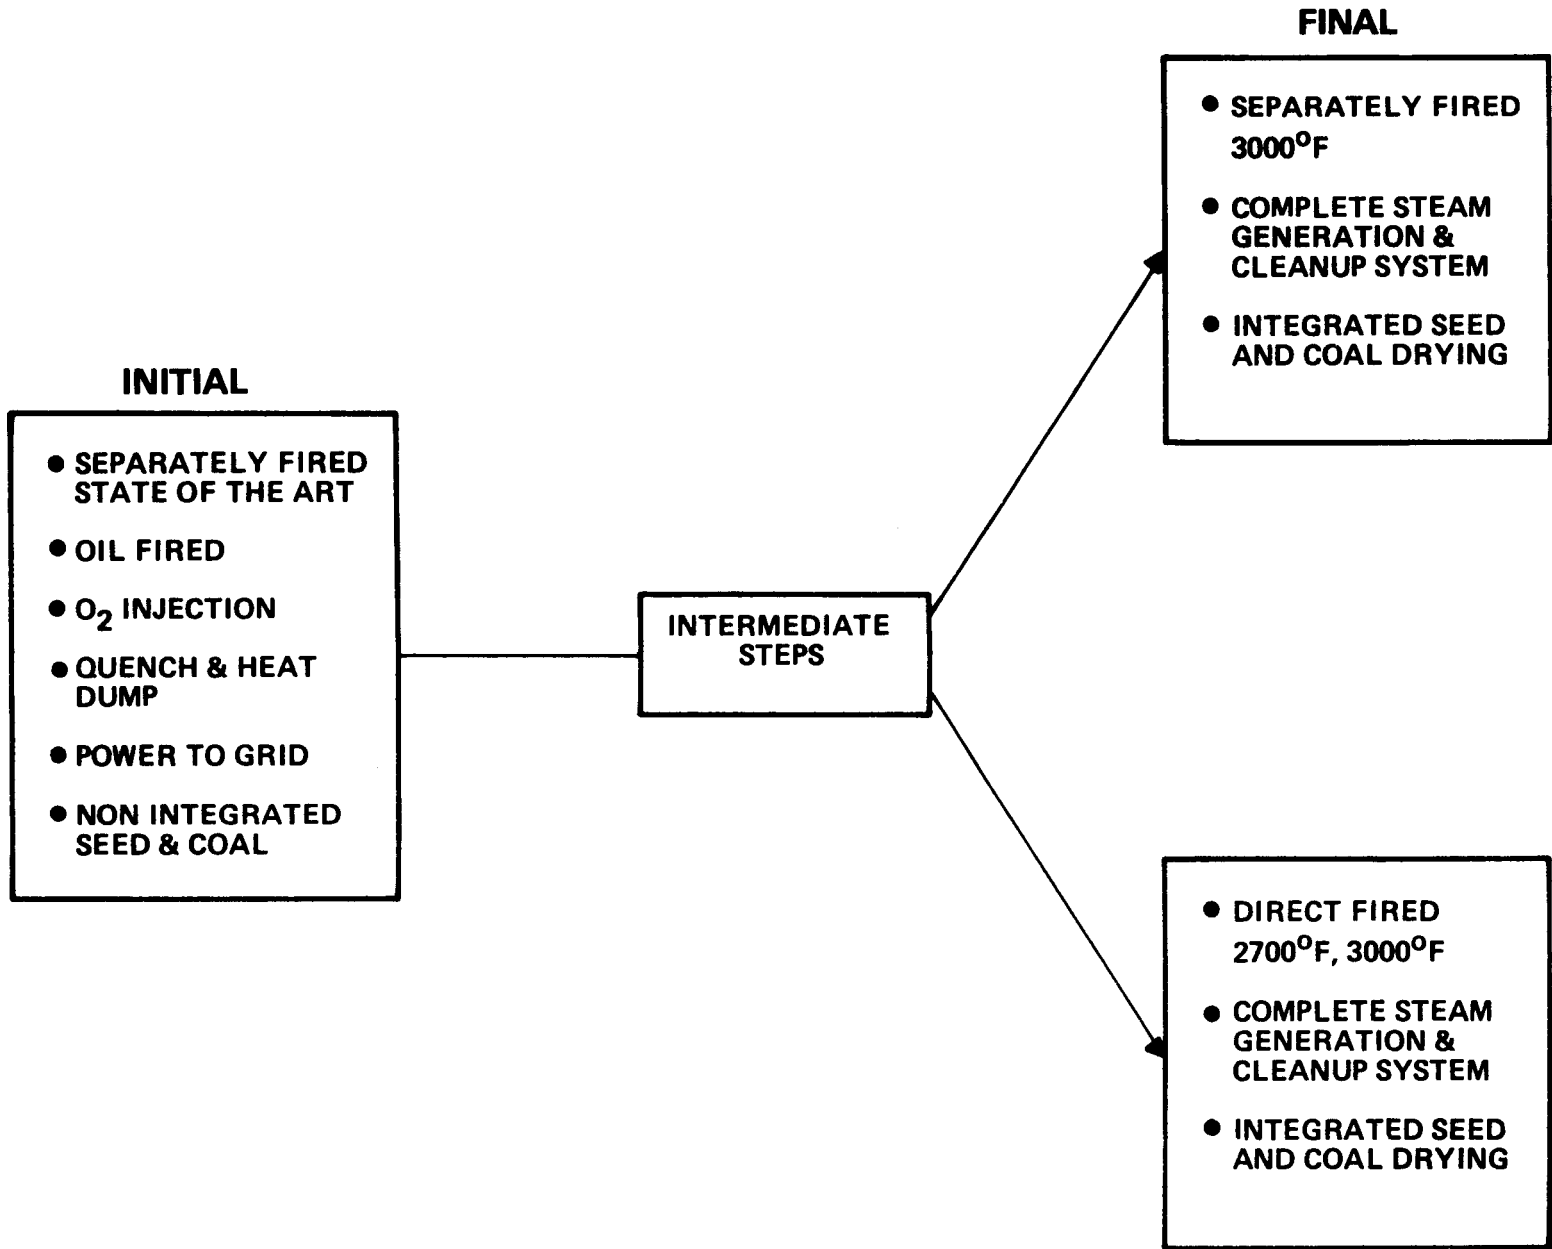 INITIAL
● SEPARATELY FIRED
STATE OF THE ART
● OIL FIRED
● O₂ INJECTION
● QUENCH & HEAT
DUMP
● POWER TO GRID
● NON INTEGRATED
SEED & COAL
INTERMEDIATE
STEPS
FINAL
● SEPARATELY FIRED
3000°F
● COMPLETE STEAM
GENERATION &
CLEANUP SYSTEM
● INTEGRATED SEED
AND COAL DRYING
● DIRECT FIRED
2700°F, 3000°F
● COMPLETE STEAM
GENERATION &
CLEANUP SYSTEM
● INTEGRATED SEED
AND COAL DRYING